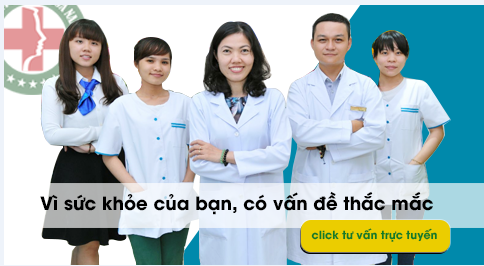 Vì sức khỏe của bạn, có vấn đề thắc mắc
click tư vấn trực tuyến